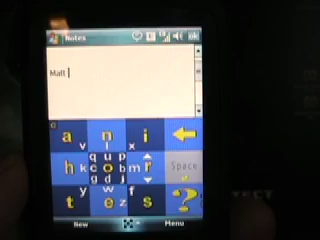 Notes
ok
Matt
a n i
v l x
h q u p r Space
k c o b m
g d j
t y w s ?
e z
New Menu